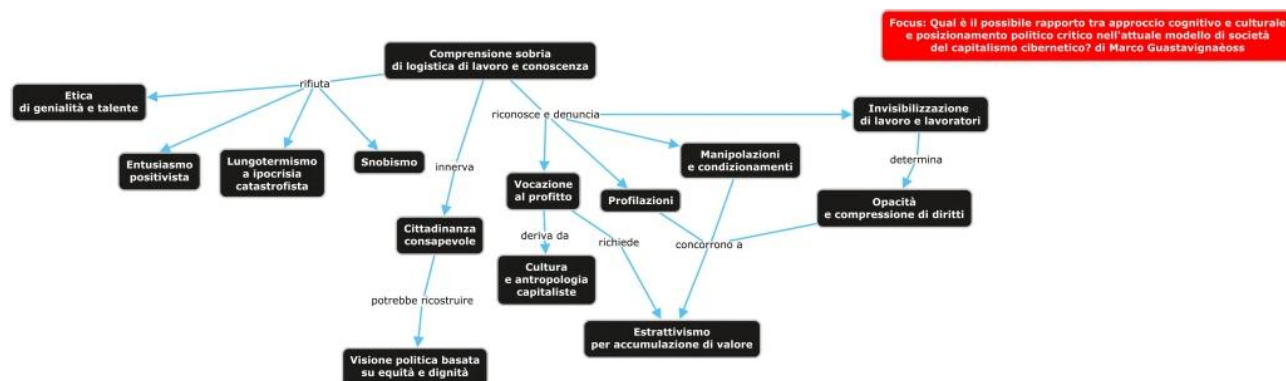 Focus: Qual è il possibile rapporto tra approccio cognitivo e culturale
e posizionamento politico critico nell'attuale modello di società
del capitalismo cibernetico? di Marco Guastavignaèoss
Comprensione sobria
di logistica di lavoro e conoscenza
rifiuta
Etica
di genialità e talente
Entusiasmo
positivista
Lungotermismo
a ipocrisia
catastrofista
Snobismo
innerva
Cittadinanza
consapevole
potrebbe ricostruire
Visione politica basata
su equità e dignità
riconosce e denuncia
Vocazione
al profitto
deriva da
Cultura
e antropologia
capitaliste
richiede
Profilazioni
Manipolazioni
e condizionamenti
Invisibilizzazione
di lavoro e lavoratori
determina
Opacità
e compressione di diritti
concorrono a
Estrattivismo
per accumulazione di valore